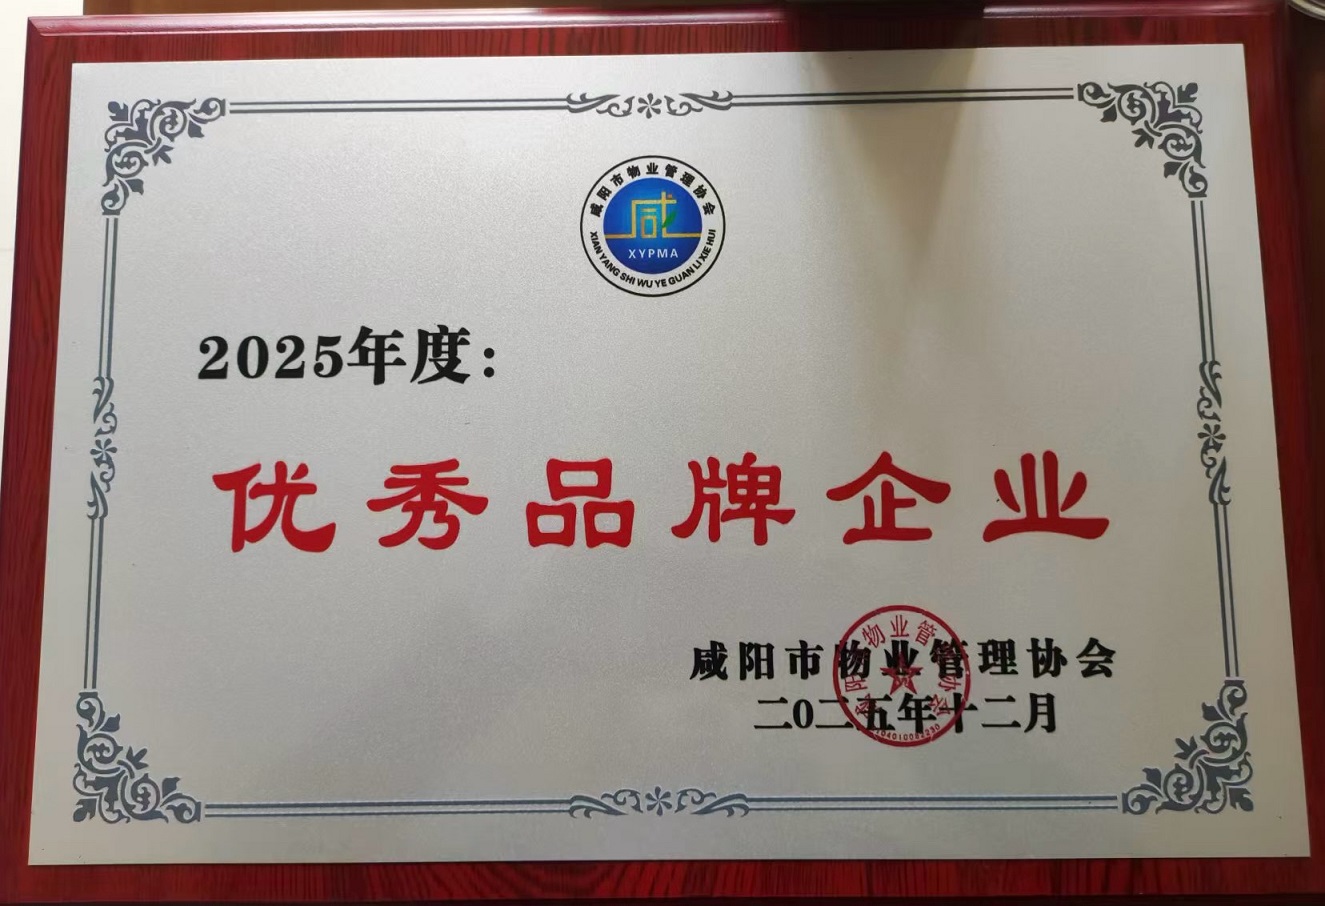 咸阳市物业管理协会
XYPMA
XIAN YANG SHI WU YE GUAN LI XIE HUI
2025年度：
优秀品牌企业
咸阳市物业管理协会
二0二五年十二月